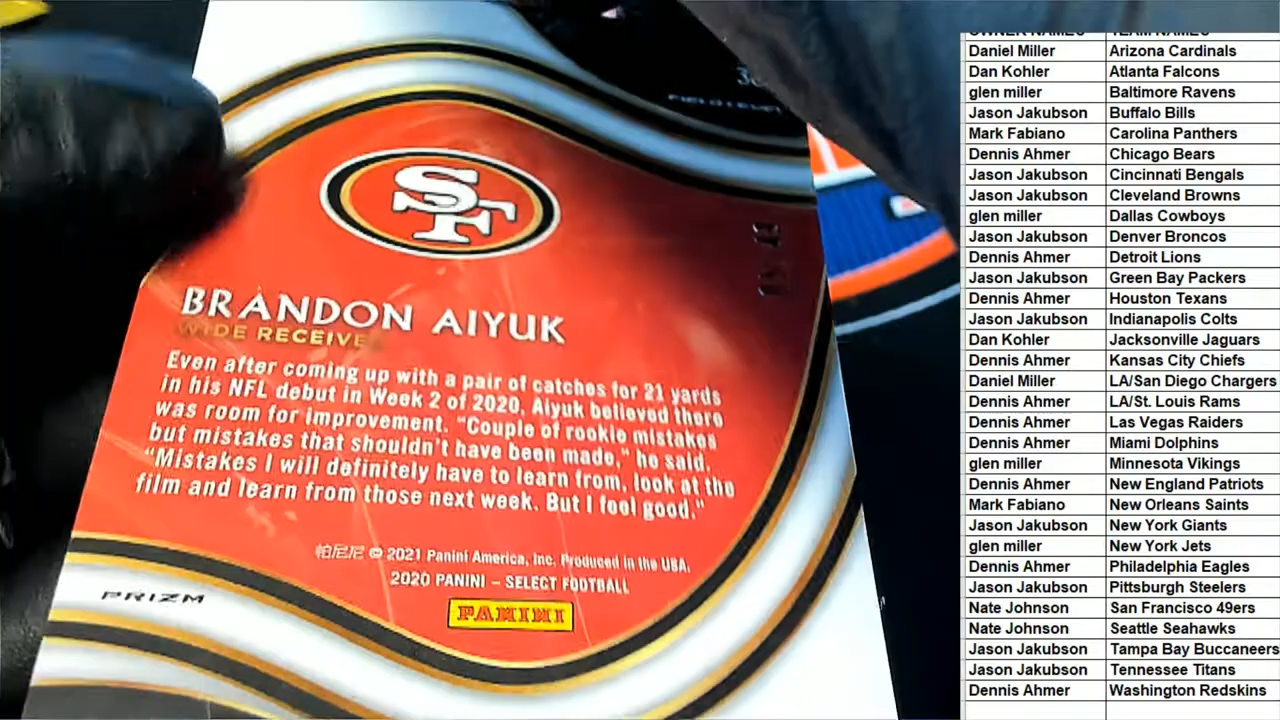 SF
BRANDON AIYUK
WIDE RECEIVER
Even after coming up with a pair of catches for 21 yards
in his NFL debut in Week 2 of 2020, Aiyuk believed there
was room for improvement. "Couple of rookie mistakes
but mistakes that shouldn't have been made," he said.
"Mistakes I will definitely have to learn from, look at the
film and learn from those next week. But I feel good."
帕尼尼 © 2021 Panini America, Inc. Produced in the USA.
2020 PANINI – SELECT FOOTBALL
PRIZM
PANINI
OWNER NAMES TEAM NAMES
Daniel Miller Arizona Cardinals
Dan Kohler Atlanta Falcons
glen miller Baltimore Ravens
Jason Jakubson Buffalo Bills
Mark Fabiano Carolina Panthers
Dennis Ahmer Chicago Bears
Jason Jakubson Cincinnati Bengals
Jason Jakubson Cleveland Browns
glen miller Dallas Cowboys
Jason Jakubson Denver Broncos
Dennis Ahmer Detroit Lions
Jason Jakubson Green Bay Packers
Dennis Ahmer Houston Texans
Jason Jakubson Indianapolis Colts
Dan Kohler Jacksonville Jaguars
Dennis Ahmer Kansas City Chiefs
Daniel Miller LA/San Diego Chargers
Dennis Ahmer LA/St. Louis Rams
Dennis Ahmer Las Vegas Raiders
Dennis Ahmer Miami Dolphins
glen miller Minnesota Vikings
Dennis Ahmer New England Patriots
Mark Fabiano New Orleans Saints
Jason Jakubson New York Giants
glen miller New York Jets
Dennis Ahmer Philadelphia Eagles
Jason Jakubson Pittsburgh Steelers
Nate Johnson San Francisco 49ers
Nate Johnson Seattle Seahawks
Jason Jakubson Tampa Bay Buccaneers
Jason Jakubson Tennessee Titans
Dennis Ahmer Washington Redskins